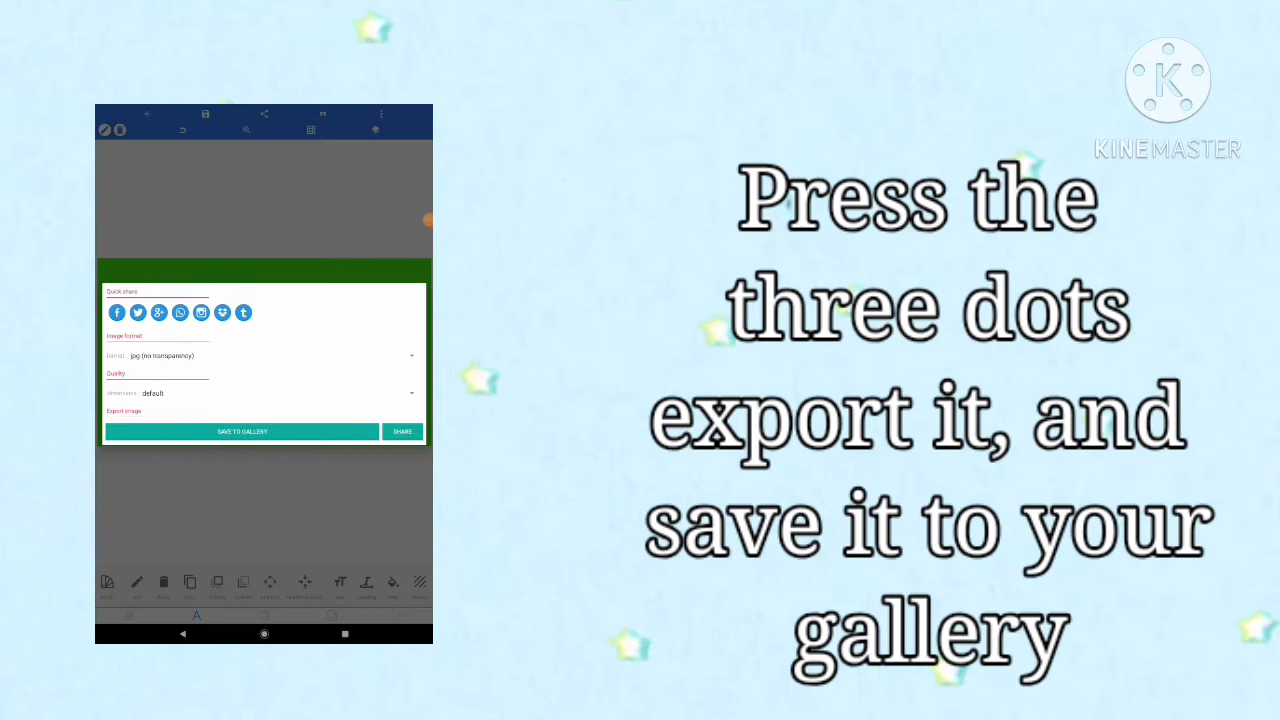 KINEMASTER
Press the
three dots
export it, and
save it to your
gallery
Quick share
Image format
format : jpg (no transparency)
Quality
dimensions : default
Export image
SAVE TO GALLERY
SHARE
A